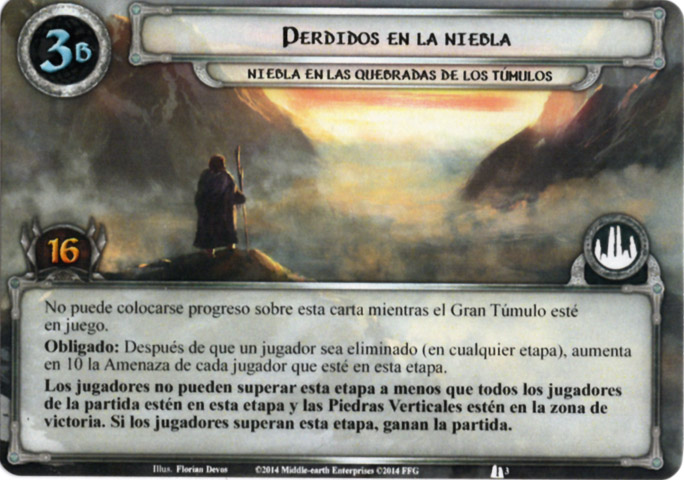 3B
PERDIDOS EN LA NIEBLA
NIEBLA EN LAS QUEBRADAS DE LOS TÚMULOS
16
No puede colocarse progreso sobre esta carta mientras el Gran Túmulo esté
en juego.
Obligado: Después de que un jugador sea eliminado (en cualquier etapa), aumenta
en 10 la Amenaza de cada jugador que esté en esta etapa.
Los jugadores no pueden superar esta etapa a menos que todos los jugadores
de la partida estén en esta etapa y las Piedras Verticales estén en la zona de
victoria. Si los jugadores superan esta etapa, ganan la partida.
Illus. Florian Devos ©2014 Middle-earth Enterprises ©2014 FFG 3